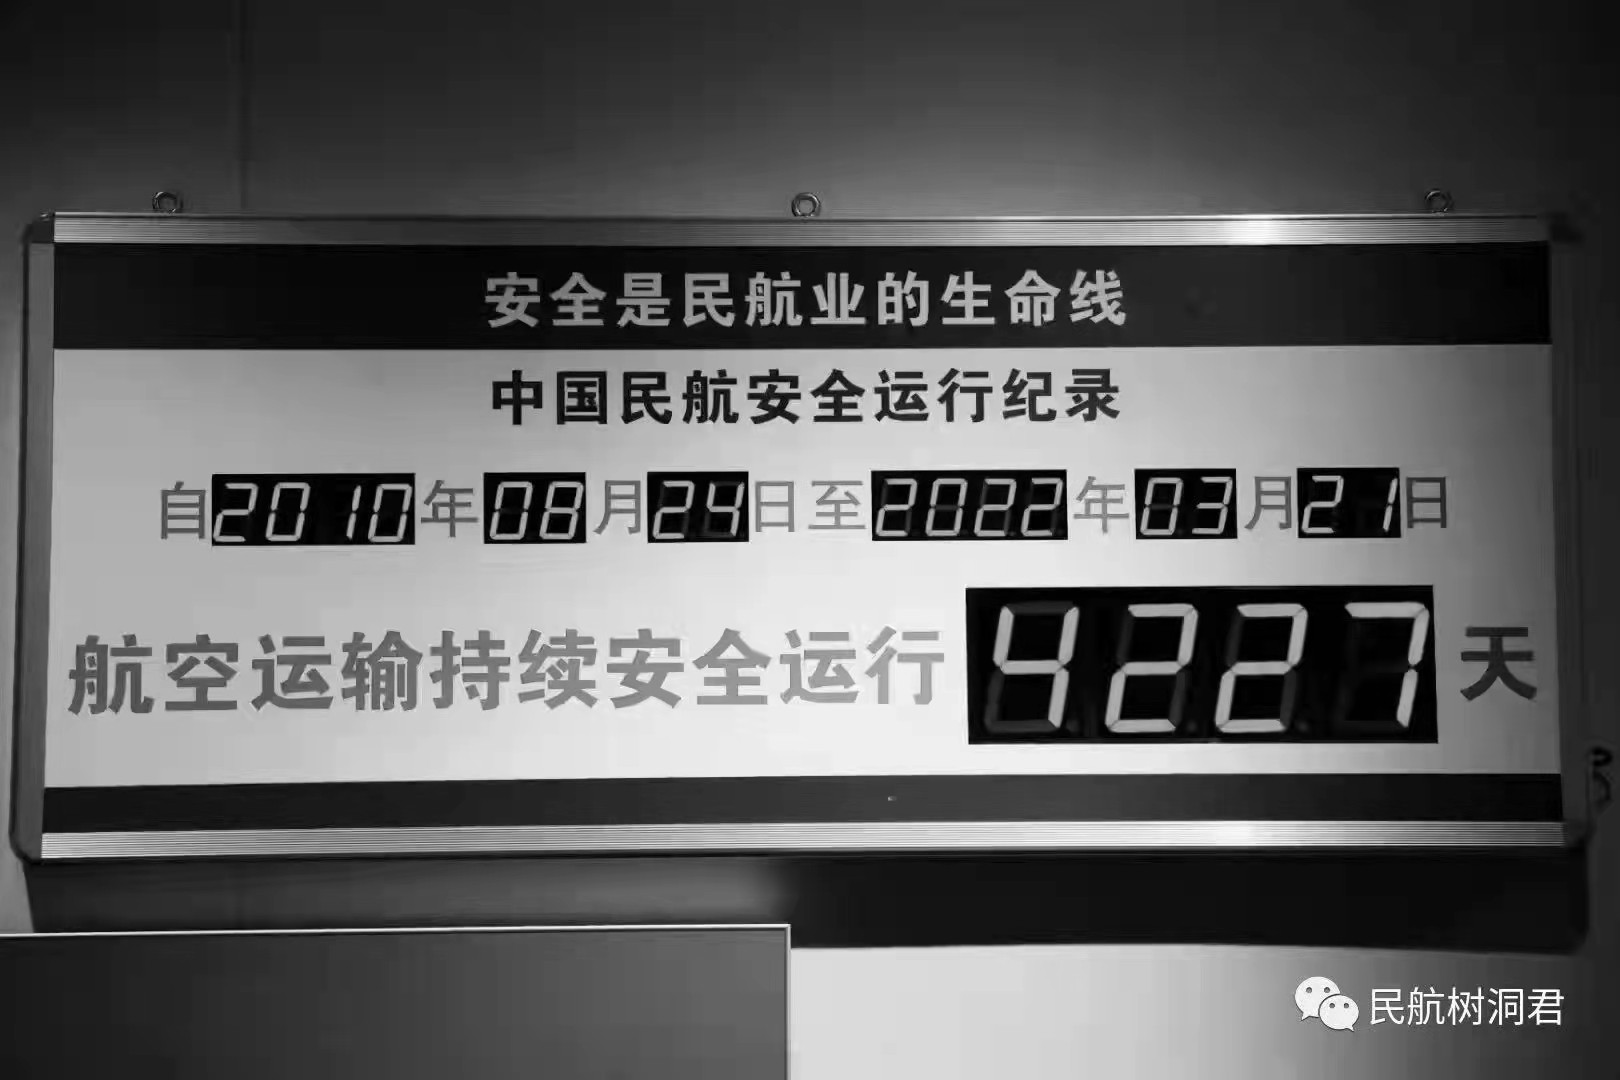 安全是民航业的生命线
中国民航安全运行纪录
自2010年08月24日至2022年03月21日
航空运输持续安全运行4227天
民航树洞君